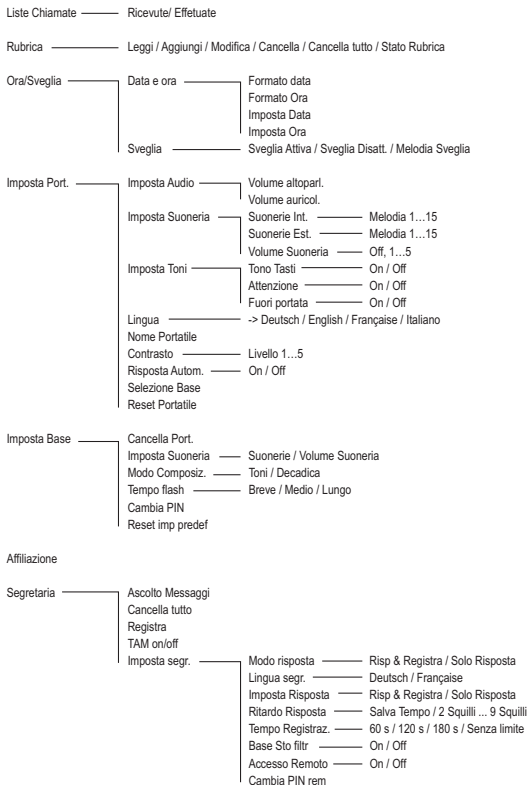 Liste Chiamate Ricevute/ Effetuate
Rubrica Leggi / Aggiungi / Modifica / Cancella / Cancella tutto / Stato Rubrica
Ora/Sveglia Data e ora Formato data
Formato Ora
Imposta Data
Imposta Ora
Sveglia Sveglia Attiva / Sveglia Disatt. / Melodia Sveglia
Imposta Port. Imposta Audio Volume altoparl.
Volume auricol.
Imposta Suoneria Suonerie Int. Melodia 1…15
Suonerie Est. Melodia 1…15
Volume Suoneria Off, 1…5
Imposta Toni Tono Tasti On / Off
Attenzione On / Off
Fuori portata On / Off
Lingua -> Deutsch / English / Française / Italiano
Nome Portatile
Contrasto Livello 1…5
Risposta Autom. On / Off
Selezione Base
Reset Portatile
Imposta Base Cancella Port.
Imposta Suoneria Suonerie / Volume Suoneria
Modo Composiz. Toni / Decadica
Tempo flash Breve / Medio / Lungo
Cambia PIN
Reset imp predef
Affiliazione
Segretaria Ascolto Messaggi
Cancella tutto
Registra
TAM on/off
Imposta segr. Modo risposta Risp & Registra / Solo Risposta
Lingua segr. Deutsch / Française
Imposta Risposta Risp & Registra / Solo Risposta
Ritardo Risposta Salva Tempo / 2 Squilli ... 9 Squilli
Tempo Registraz. 60 s / 120 s / 180 s / Senza limite
Base Sto filtr On / Off
Accesso Remoto On / Off
Cambia PIN rem